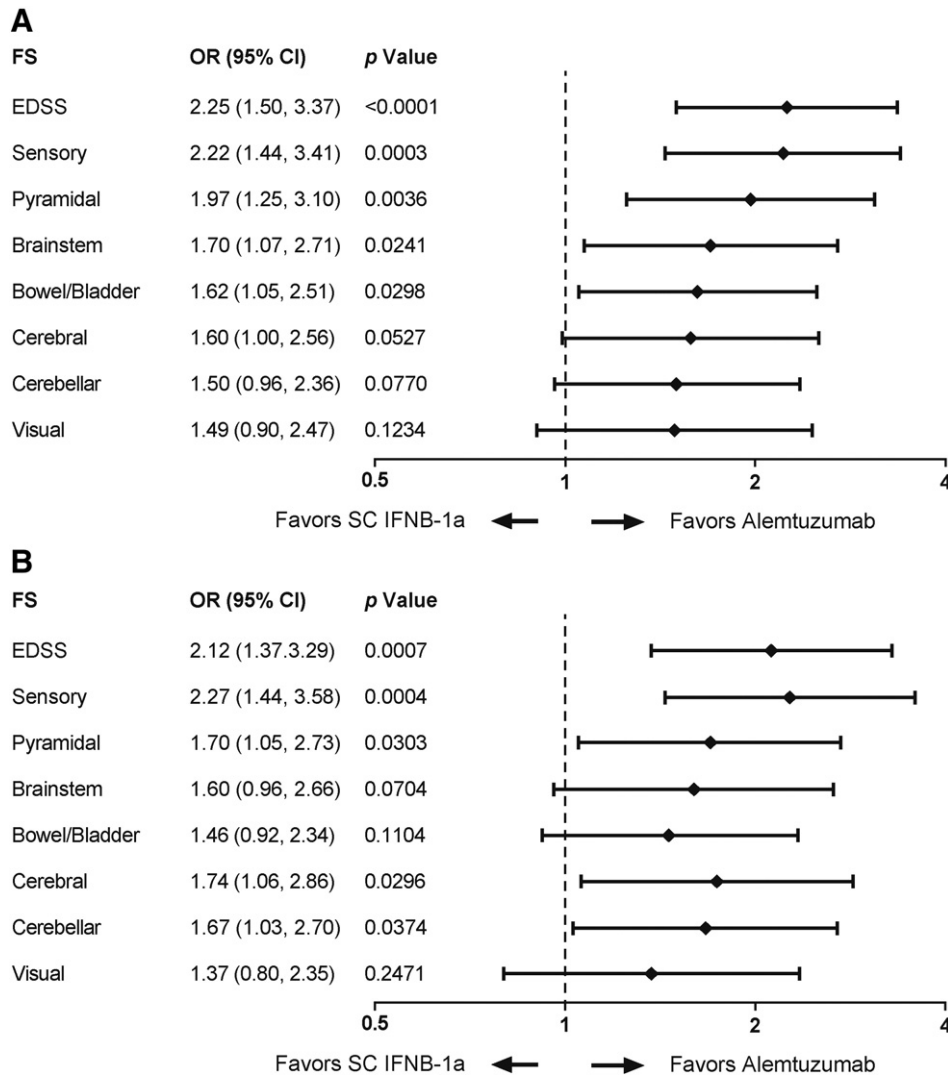 A
FS OR (95% CI) p Value
EDSS 2.25 (1.50, 3.37) <0.0001
Sensory 2.22 (1.44, 3.41) 0.0003
Pyramidal 1.97 (1.25, 3.10) 0.0036
Brainstem 1.70 (1.07, 2.71) 0.0241
Bowel/Bladder 1.62 (1.05, 2.51) 0.0298
Cerebral 1.60 (1.00, 2.56) 0.0527
Cerebellar 1.50 (0.96, 2.36) 0.0770
Visual 1.49 (0.90, 2.47) 0.1234
0.5 1 2 4
Favors SC IFNB-1a Favors Alemtuzumab
B
FS OR (95% CI) p Value
EDSS 2.12 (1.37.3.29) 0.0007
Sensory 2.27 (1.44, 3.58) 0.0004
Pyramidal 1.70 (1.05, 2.73) 0.0303
Brainstem 1.60 (0.96, 2.66) 0.0704
Bowel/Bladder 1.46 (0.92, 2.34) 0.1104
Cerebral 1.74 (1.06, 2.86) 0.0296
Cerebellar 1.67 (1.03, 2.70) 0.0374
Visual 1.37 (0.80, 2.35) 0.2471
0.5 1 2 4
Favors SC IFNB-1a Favors Alemtuzumab